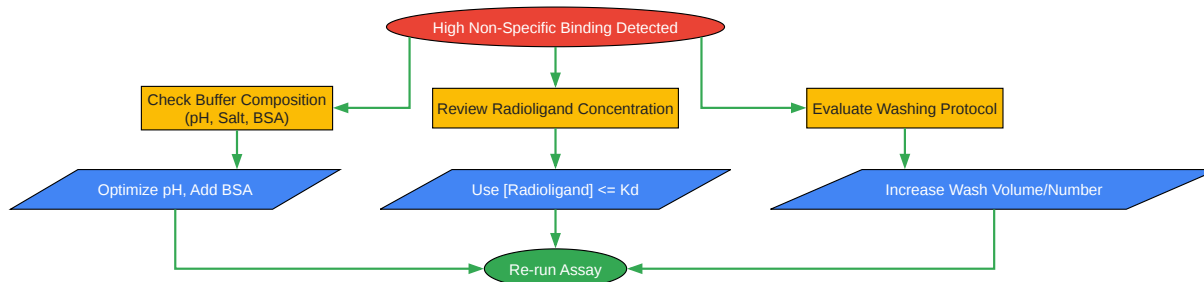 High Non-Specific Binding Detected
Check Buffer Composition
(pH, Salt, BSA)
Review Radioligand Concentration
Evaluate Washing Protocol
Optimize pH, Add BSA
Use [Radioligand] <= Kd
Increase Wash Volume/Number
Re-run Assay